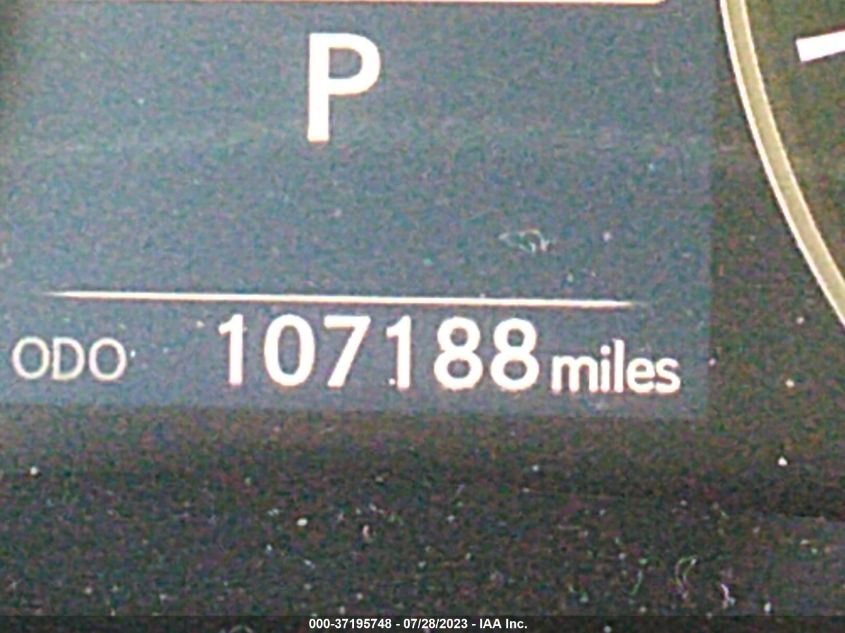 P
ODO 107188 miles
000-37195748 - 07/28/2023 - IAA Inc.